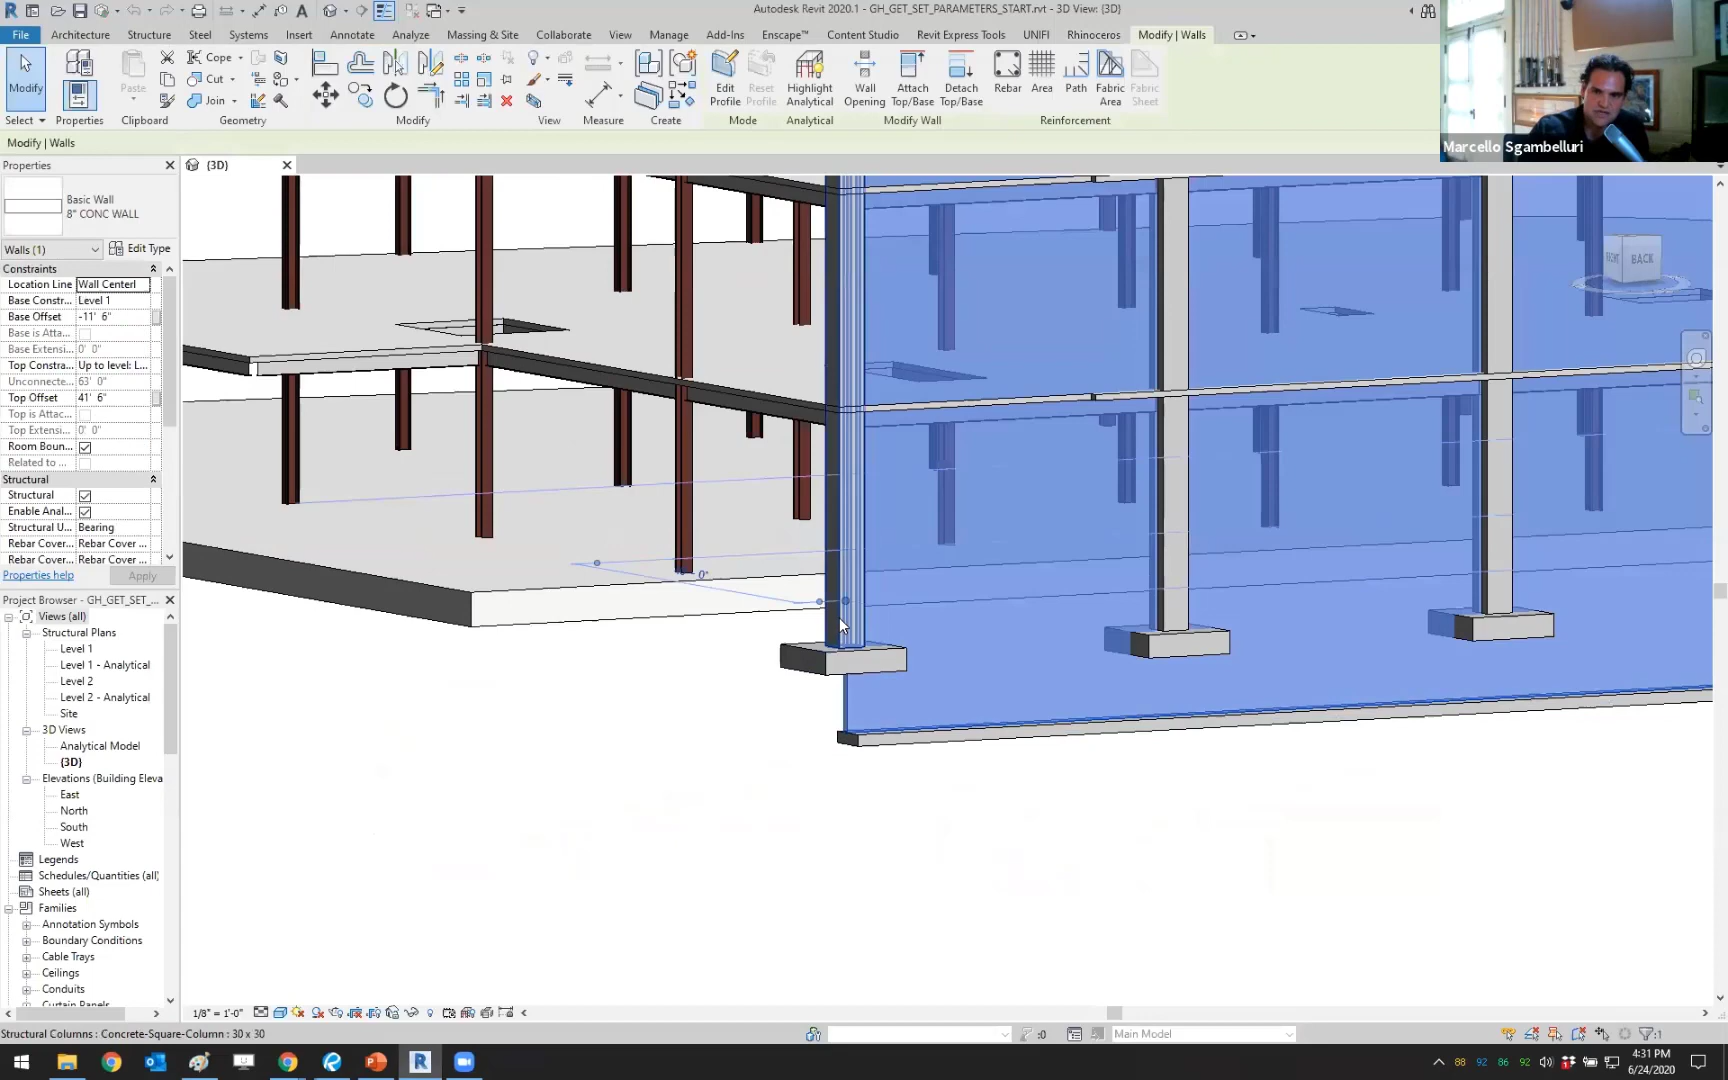 Autodesk Revit 2020.1 - GH_GET_SET_PARAMETERS_START.rvt - 3D View: {3D}
File Architecture Structure Steel Systems Insert Annotate Analyze Massing & Site Collaborate View Manage Add-Ins Enscape™ Content Studio Revit Express Tools UNIFI Rhinoceros Modify | Walls
Modify
Select
Properties
Paste
Clipboard
Cope
Cut
Join
Geometry
Modify
View
Measure
Create
Edit Profile
Reset Profile
Mode
Highlight Analytical
Analytical
Wall Opening
Attach Top/Base
Detach Top/Base
Modify Wall
Rebar
Area
Path
Fabric Area
Fabric Sheet
Reinforcement
Marcello Sgambelluri
Modify | Walls
Properties
{3D}
Basic Wall
8" CONC WALL
Walls (1) Edit Type
Constraints
Location Line Wall Centerl
Base Constr... Level 1
Base Offset -11' 6"
Base is Atta...
Base Extensi... 0' 0"
Top Constra... Up to level: L...
Unconnecte... 63' 0"
Top Offset 41' 6"
Top is Attac...
Top Extensi... 0' 0"
Room Boun...
Related to ...
Structural
Structural
Enable Anal...
Structural U... Bearing
Rebar Cover... Rebar Cover ...
Rebar Cover... Rebar Cover ...
Properties help Apply
Project Browser - GH_GET_SET_...
Views (all)
Structural Plans
Level 1
Level 1 - Analytical
Level 2
Level 2 - Analytical
Site
3D Views
Analytical Model
{3D}
Elevations (Building Eleva
East
North
South
West
Legends
Schedules/Quantities (all)
Sheets (all)
Families
Annotation Symbols
Boundary Conditions
Cable Trays
Ceilings
Conduits
Curtain Panels
0"
RIGHT BACK
1/8" = 1'-0"
Structural Columns : Concrete-Square-Column : 30 x 30
:0
Main Model
:1
88 92 86 92
4:31 PM
6/24/2020